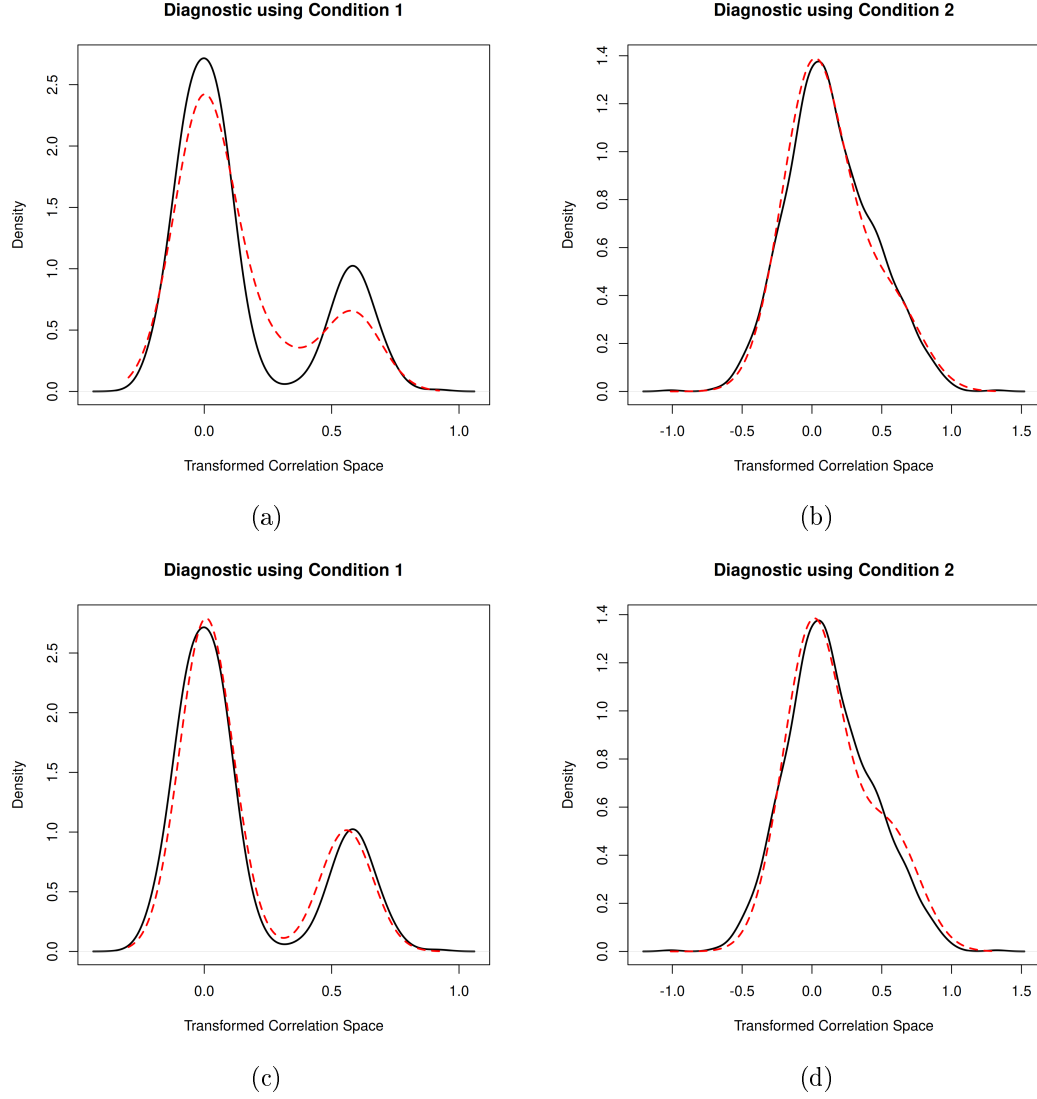 Diagnostic using Condition 1
Density
0.0 0.5 1.0 1.5 2.0 2.5
0.0 0.5 1.0
Transformed Correlation Space
(a)
Diagnostic using Condition 2
Density
0.0 0.2 0.4 0.6 0.8 1.0 1.2 1.4
-1.0 -0.5 0.0 0.5 1.0 1.5
Transformed Correlation Space
(b)
Diagnostic using Condition 1
Density
0.0 0.5 1.0 1.5 2.0 2.5
0.0 0.5 1.0
Transformed Correlation Space
(c)
Diagnostic using Condition 2
Density
0.0 0.2 0.4 0.6 0.8 1.0 1.2 1.4
-1.0 -0.5 0.0 0.5 1.0 1.5
Transformed Correlation Space
(d)